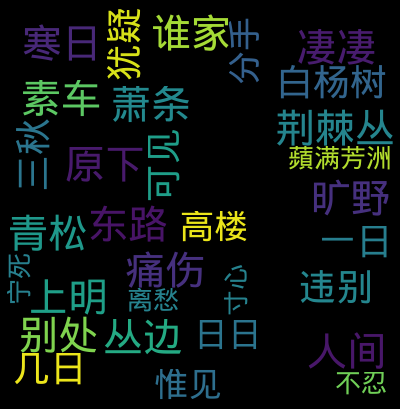 寒日
犹疑
谁家
分手
凄凄
白杨树
素车
萧条
荆棘丛
蘋满芳洲
三秋
原下
可见
旷野
青松
东路
高楼
一日
宁死
痛伤
寸心
上明
离愁
违别
别处
丛边
日日
人间
几日
惟见
不忍